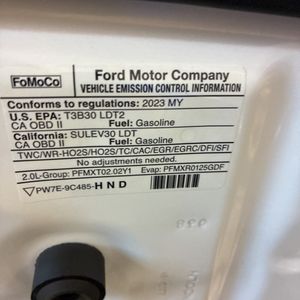 FoMoCo
Ford Motor Company
VEHICLE EMISSION CONTROL INFORMATION
Conforms to regulations: 2023 MY
U.S. EPA: T3B30 LDT2
CA OBD II Fuel: Gasoline
California: SULEV30 LDT
CA OBD II Fuel: Gasoline
TWC/WR-HO2S/HO2S/TC/CAC/EGR/EGRC/DFI/SFI
No adjustments needed.
2.0L-Group: PFMXT02.02Y1 Evap: PFMXR0125GDF
PW7E-9C485-HND